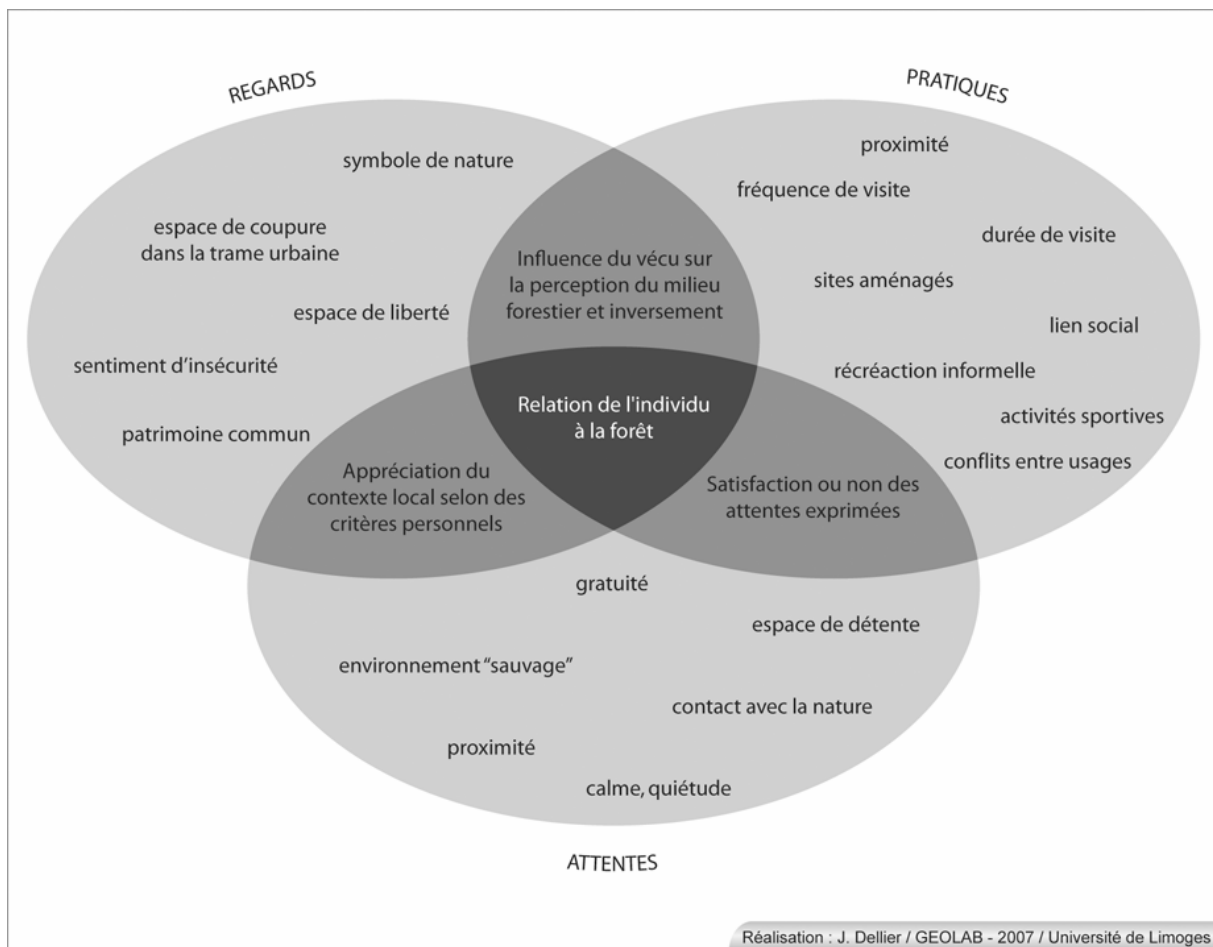 REGARDS
PRATIQUES
symbole de nature
espace de coupure
dans la trame urbaine
espace de liberté
sentiment d’insécurité
patrimoine commun
Influence du vécu sur
la perception du milieu
forestier et inversement
proximité
fréquence de visite
durée de visite
sites aménagés
lien social
récréaction informelle
activités sportives
conflits entre usages
Relation de l'individu
à la forêt
Appréciation du
contexte local selon des
critères personnels
Satisfaction ou non des
attentes exprimées
gratuité
espace de détente
environnement “sauvage”
contact avec la nature
proximité
calme, quiétude
ATTENTES
Réalisation : J. Dellier / GEOLAB - 2007 / Université de Limoges